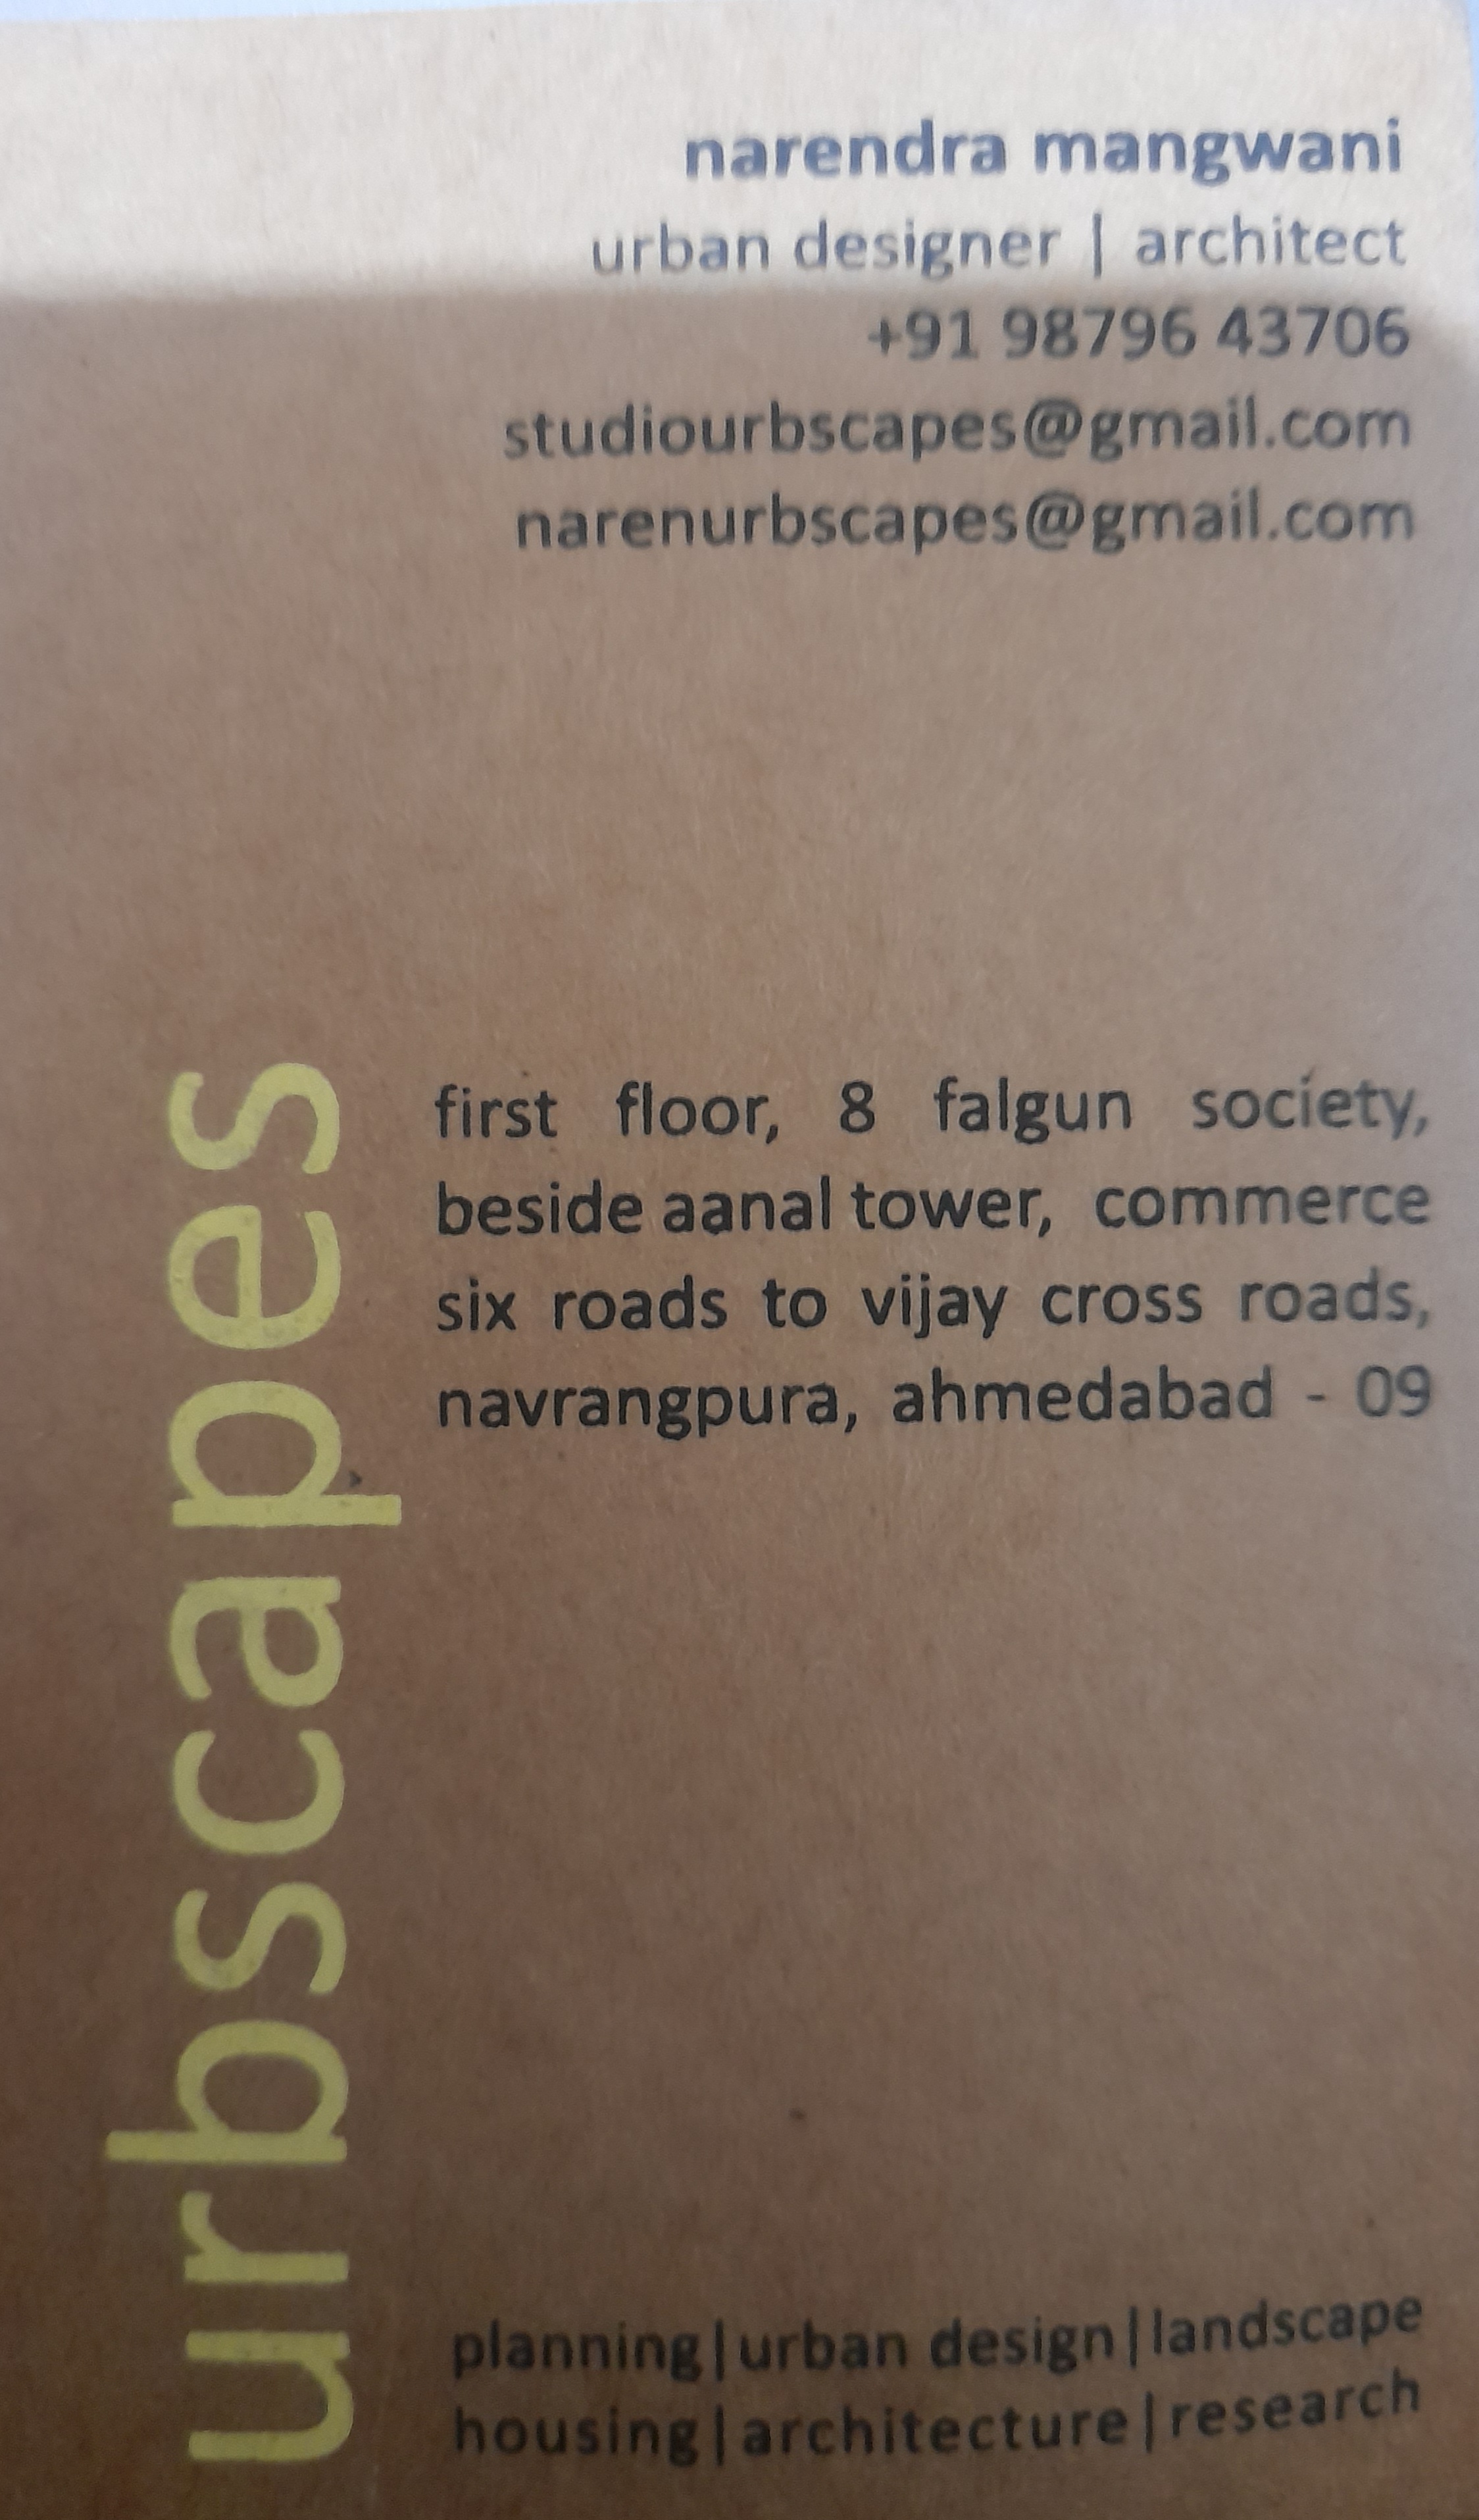 narendra mangwani
urban designer | architect
+91 98796 43706
studiourbscapes@gmail.com
narenurbscapes@gmail.com
urbscapes
first floor, 8 falgun society,
beside aanal tower, commerce
six roads to vijay cross roads,
navrangpura, ahmedabad - 09
planning|urban design|landscape
housing|architecture|research